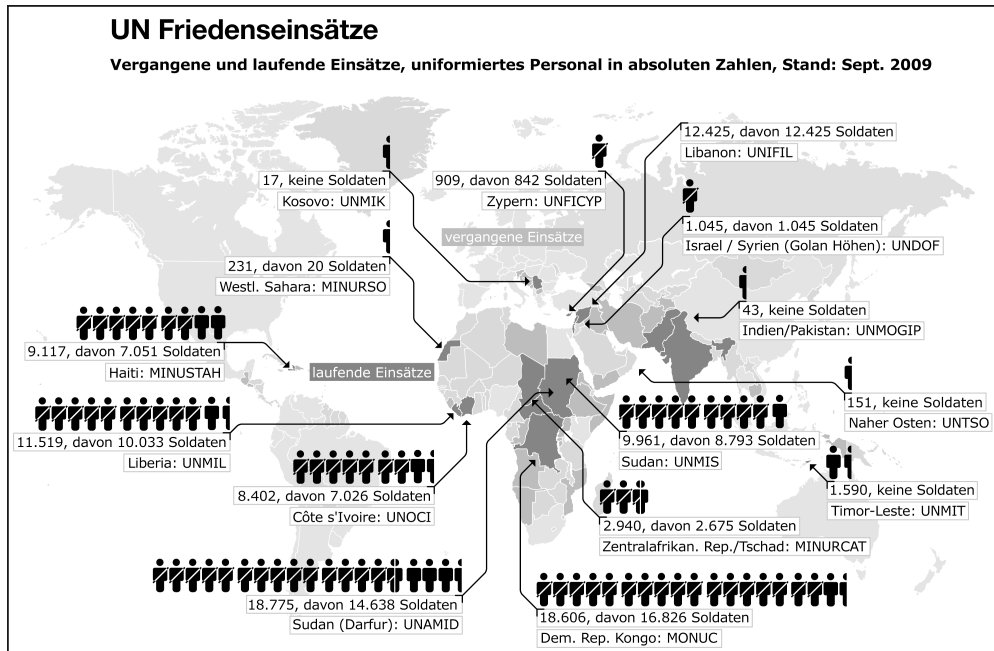 UN Friedenseinsätze
Vergangene und laufende Einsätze, uniformiertes Personal in absoluten Zahlen, Stand: Sept. 2009
12.425, davon 12.425 Soldaten
Libanon: UNIFIL
17, keine Soldaten
Kosovo: UNMIK
909, davon 842 Soldaten
Zypern: UNFICYP
1.045, davon 1.045 Soldaten
Israel / Syrien (Golan Höhen): UNDOF
vergangene Einsätze
231, davon 20 Soldaten
Westl. Sahara: MINURSO
43, keine Soldaten
Indien/Pakistan: UNMOGIP
9.117, davon 7.051 Soldaten
Haiti: MINUSTAH
laufende Einsätze
151, keine Soldaten
Naher Osten: UNTSO
11.519, davon 10.033 Soldaten
Liberia: UNMIL
9.961, davon 8.793 Soldaten
Sudan: UNMIS
8.402, davon 7.026 Soldaten
Côte s'Ivoire: UNOCI
1.590, keine Soldaten
Timor-Leste: UNMIT
2.940, davon 2.675 Soldaten
Zentralafrikan. Rep./Tschad: MINURCAT
18.775, davon 14.638 Soldaten
Sudan (Darfur): UNAMID
18.606, davon 16.826 Soldaten
Dem. Rep. Kongo: MONUC